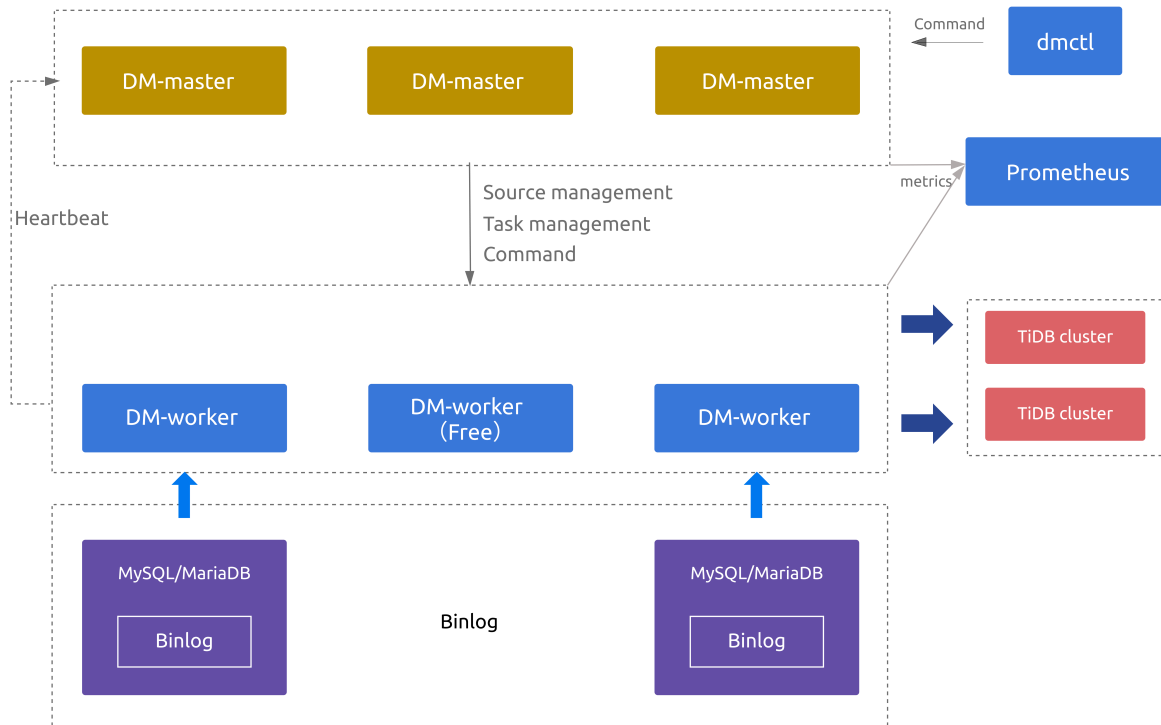 Command
dmctl
DM-master
DM-master
DM-master
Prometheus
metrics
Heartbeat
Source management
Task management
Command
TiDB cluster
TiDB cluster
DM-worker
DM-worker
（Free）
DM-worker
MySQL/MariaDB
Binlog
Binlog
MySQL/MariaDB
Binlog